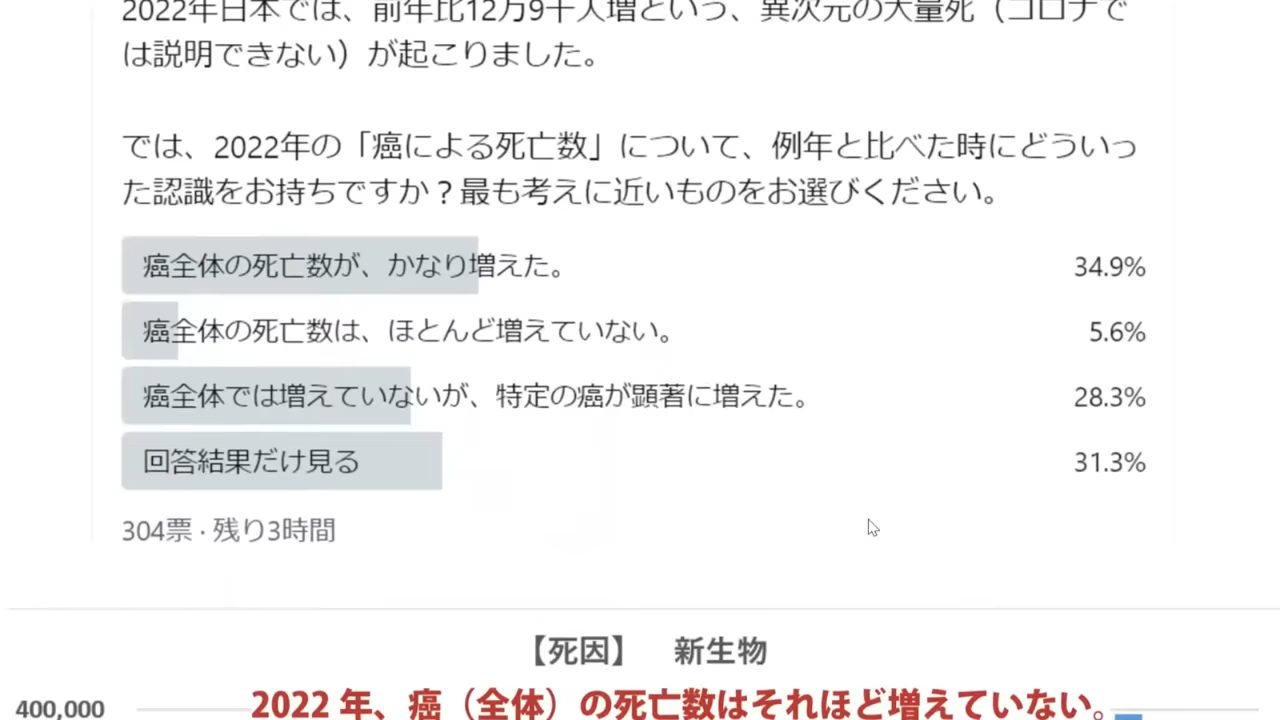 2022年日本では、前年比12万9千人増という、異次元の大量死（コロナで
は説明できない）が起こりました。
では、2022年の「癌による死亡数」について、例年と比べた時にどういっ
た認識をお持ちですか？最も考えに近いものをお選びください。
癌全体の死亡数が、かなり増えた。 34.9%
癌全体の死亡数は、ほとんど増えていない。 5.6%
癌全体では増えていないが、特定の癌が顕著に増えた。 28.3%
回答結果だけ見る 31.3%
304票 · 残り3時間
【死因】 新生物
400,000 2022 年、癌（全体）の死亡数はそれほど増えていない。